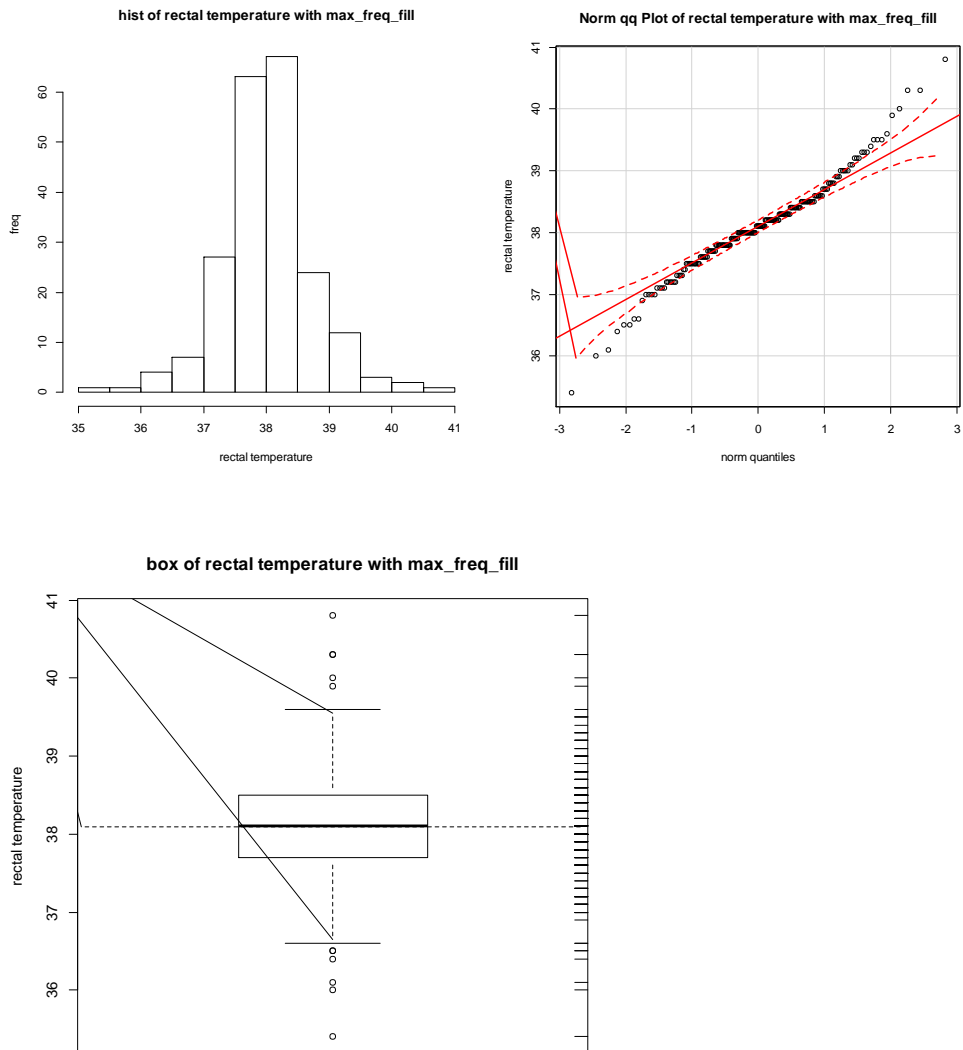 hist of rectal temperature with max_freq_fill
freq
0 10 20 30 40 50 60
35 36 37 38 39 40 41
rectal temperature
Norm qq Plot of rectal temperature with max_freq_fill
rectal temperature
36 37 38 39 40 41
-3 -2 -1 0 1 2 3
norm quantiles
box of rectal temperature with max_freq_fill
rectal temperature
36 37 38 39 40 41